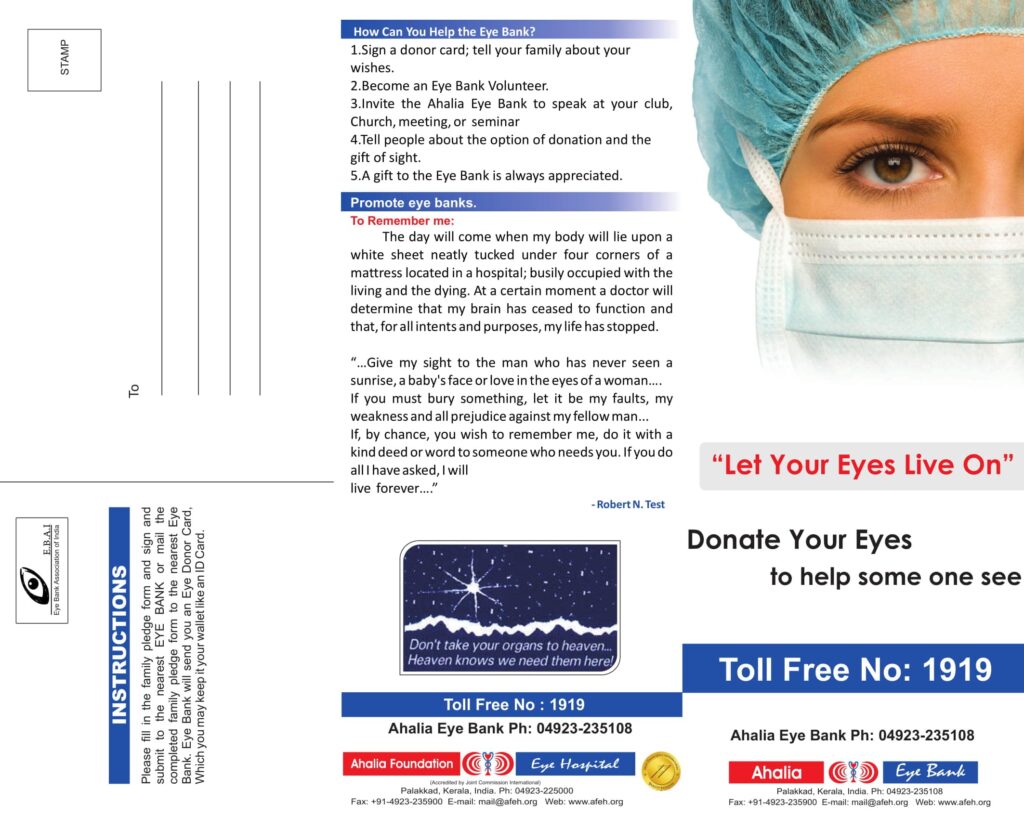 STAMP
To
E.B.A.I
Eye Bank Association of India
INSTRUCTIONS
Please fill in the family pledge form and sign and
submit to the nearest EYE BANK or mail the
completed family pledge form to the nearest Eye
Bank. Eye Bank will send you an Eye Donor Card,
Which you may keep it your wallet like an ID Card.
How Can You Help the Eye Bank?
1.Sign a donor card; tell your family about your
wishes.
2.Become an Eye Bank Volunteer.
3.Invite the Ahalia Eye Bank to speak at your club,
Church, meeting, or seminar
4.Tell people about the option of donation and the
gift of sight.
5.A gift to the Eye Bank is always appreciated.
Promote eye banks.
To Remember me:
The day will come when my body will lie upon a
white sheet neatly tucked under four corners of a
mattress located in a hospital; busily occupied with the
living and the dying. At a certain moment a doctor will
determine that my brain has ceased to function and
that, for all intents and purposes, my life has stopped.
“...Give my sight to the man who has never seen a
sunrise, a baby's face or love in the eyes of a woman....
If you must bury something, let it be my faults, my
weakness and all prejudice against my fellow man...
If, by chance, you wish to remember me, do it with a
kind deed or word to someone who needs you. If you do
all I have asked, I will
live forever....”
- Robert N. Test
Don't take your organs to heaven...
Heaven knows we need them here!
Toll Free No : 1919
Ahalia Eye Bank Ph: 04923-235108
Ahalia Foundation Eye Hospital
(Accredited by Joint Commission International)
Palakkad, Kerala, India. Ph: 04923-225000
Fax: +91-4923-235900 E-mail: mail@afeh.org Web: www.afeh.org
“Let Your Eyes Live On”
Donate Your Eyes
to help some one see
Toll Free No: 1919
Ahalia Eye Bank Ph: 04923-235108
Ahalia Eye Bank
Palakkad, Kerala, India. Ph: 04923-235108
Fax: +91-4923-235900 E-mail: mail@afeh.org Web: www.afeh.org